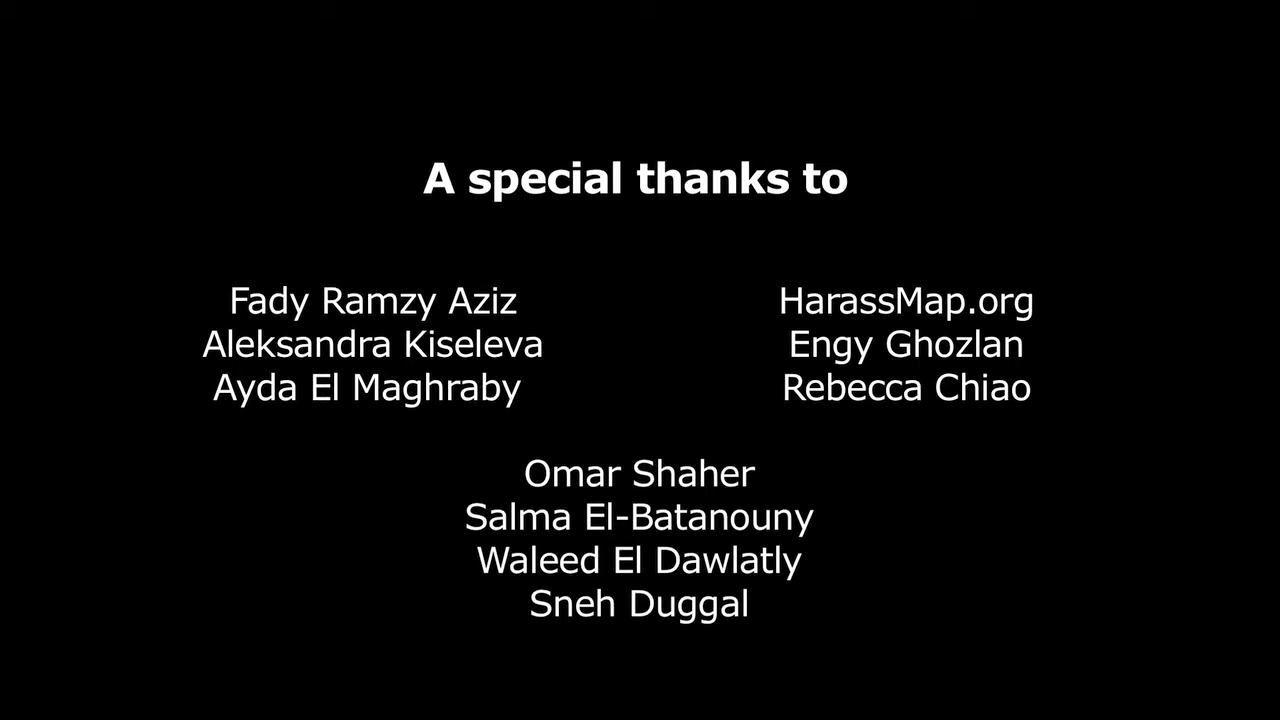 A special thanks to
Fady Ramzy Aziz
Aleksandra Kiseleva
Ayda El Maghraby
HarassMap.org
Engy Ghozlan
Rebecca Chiao
Omar Shaher
Salma El-Batanouny
Waleed El Dawlatly
Sneh Duggal